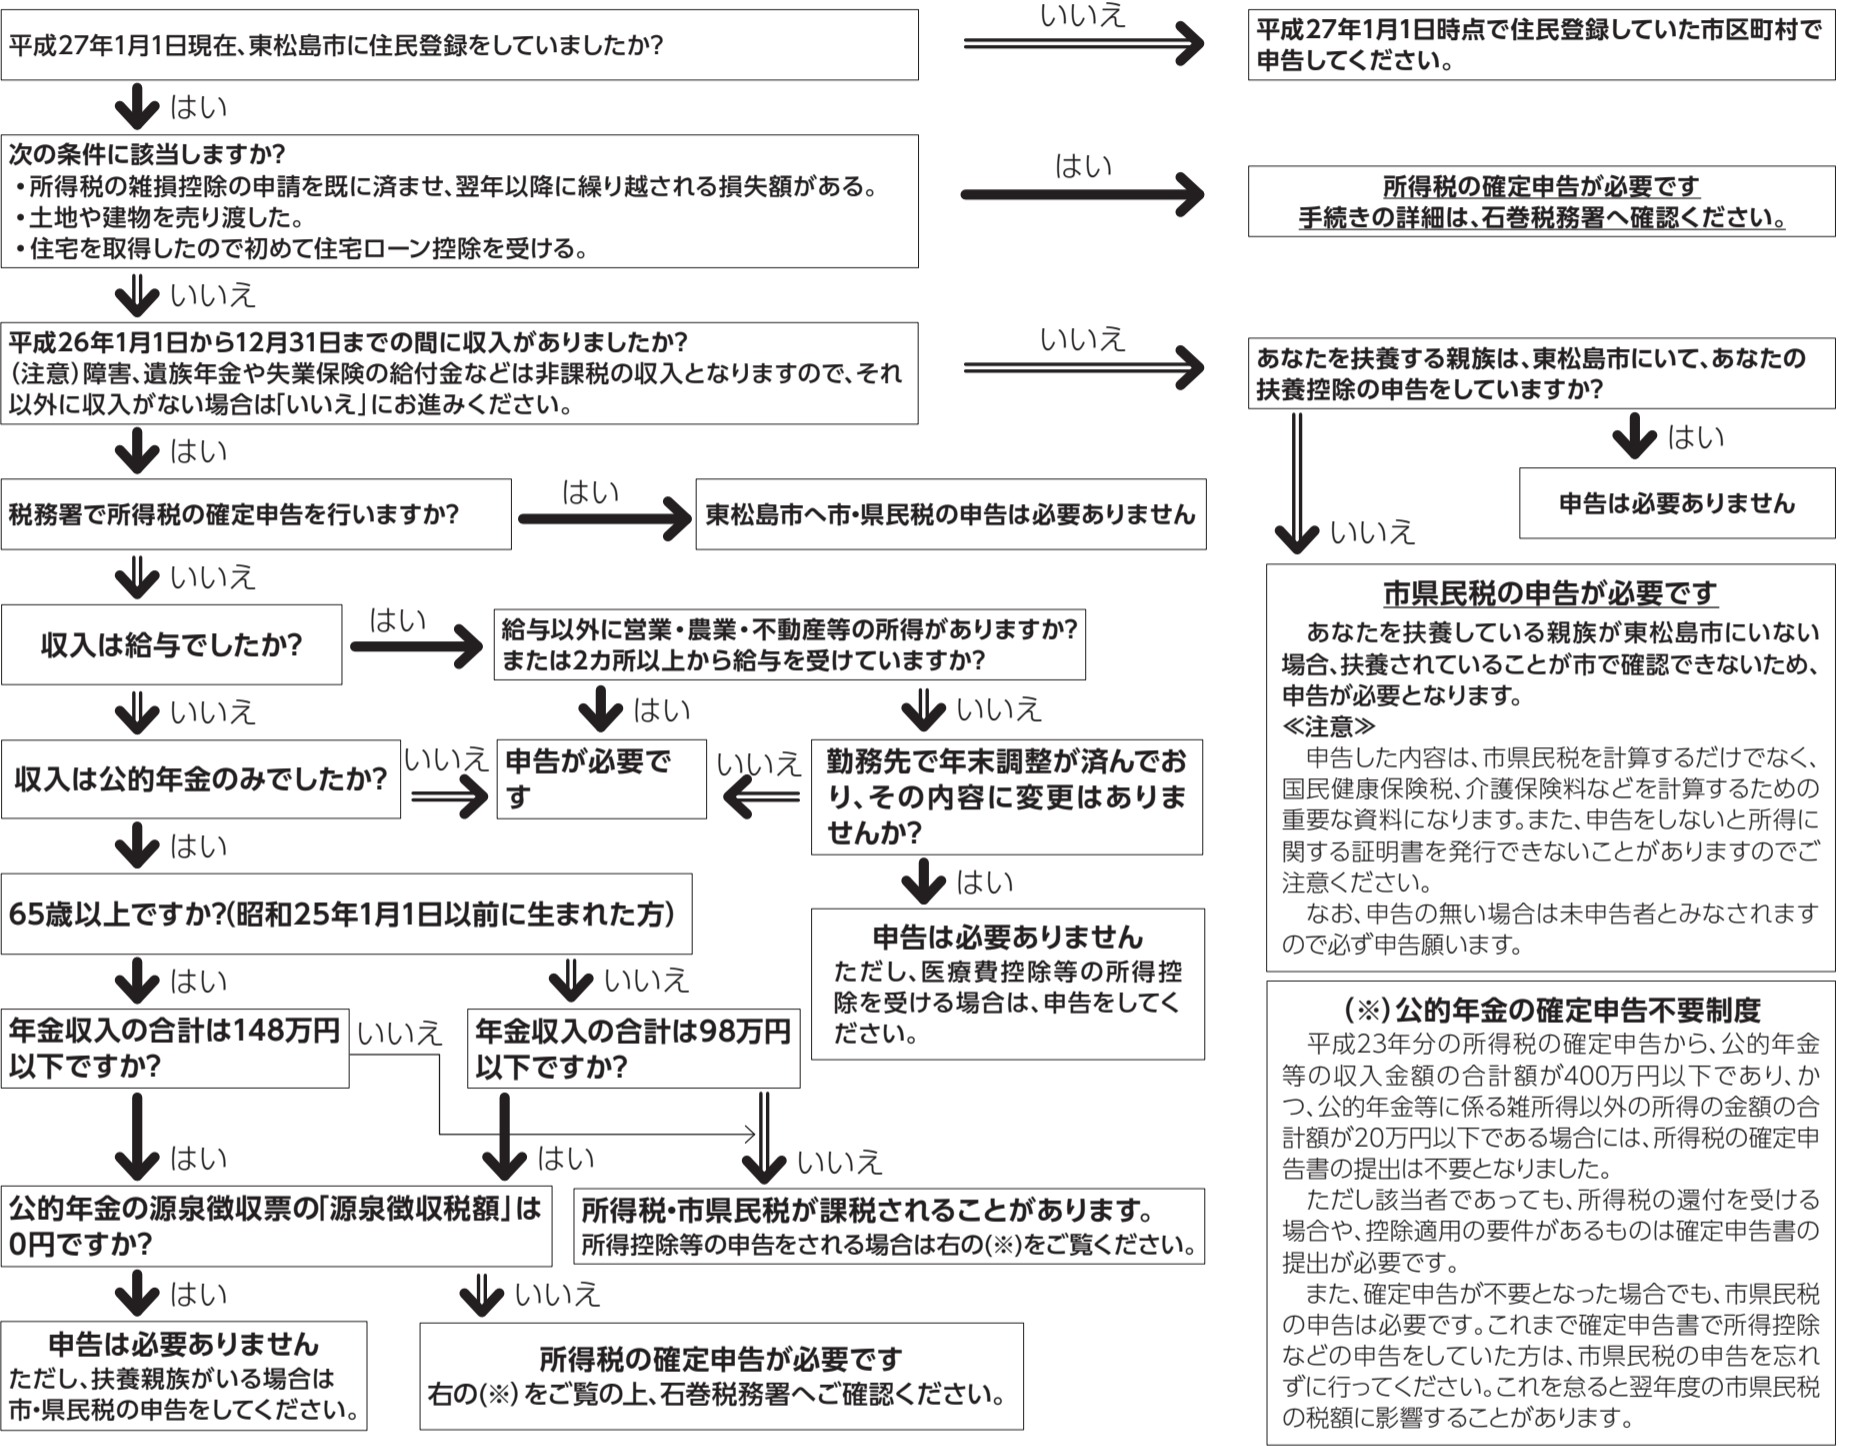 平成27年1月1日現在、東松島市に住民登録をしていましたか?
いいえ
平成27年1月1日時点で住民登録していた市区町村で
申告してください。
はい
次の条件に該当しますか?
・所得税の雑損控除の申請を既に済ませ、翌年以降に繰り越される損失額がある。
・土地や建物を売り渡した。
・住宅を取得したので初めて住宅ローン控除を受ける。
はい
所得税の確定申告が必要です
手続きの詳細は、石巻税務署へ確認ください。
いいえ
平成26年1月1日から12月31日までの間に収入がありましたか?
(注意)障害、遺族年金や失業保険の給付金などは非課税の収入となりますので、それ
以外に収入がない場合は「いいえ」にお進みください。
いいえ
あなたを扶養する親族は、東松島市にいて、あなたの
扶養控除の申告をしていますか?
はい
申告は必要ありません
いいえ
はい
税務署で所得税の確定申告を行いますか?
はい
東松島市へ市・県民税の申告は必要ありません
いいえ
収入は給与でしたか?
はい
給与以外に営業・農業・不動産等の所得がありますか?
または2カ所以上から給与を受けていますか?
いいえ
はい
いいえ
収入は公的年金のみでしたか?
いいえ
申告が必要で
す
いいえ
勤務先で年末調整が済んでお
り、その内容に変更はありま
せんか?
はい
はい
申告は必要ありません
ただし、医療費控除等の所得控
除を受ける場合は、申告をしてく
ださい。
65歳以上ですか?(昭和25年1月1日以前に生まれた方)
はい
いいえ
年金収入の合計は148万円
以下ですか?
いいえ
年金収入の合計は98万円
以下ですか?
はい
はい
いいえ
公的年金の源泉徴収票の「源泉徴収税額」は
0円ですか?
所得税・市県民税が課税されることがあります。
所得控除等の申告をされる場合は右の(※)をご覧ください。
はい
いいえ
申告は必要ありません
ただし、扶養親族がいる場合は
市・県民税の申告をしてください。
所得税の確定申告が必要です
右の(※)をご覧の上、石巻税務署へご確認ください。
市県民税の申告が必要です
あなたを扶養している親族が東松島市にいない
場合、扶養されていることが市で確認できないため、
申告が必要となります。
≪注意≫
申告した内容は、市県民税を計算するだけでなく、
国民健康保険税、介護保険料などを計算するための
重要な資料になります。また、申告をしないと所得に
関する証明書を発行できないことがありますのでご
注意ください。
なお、申告の無い場合は未申告者とみなされます
ので必ず申告願います。
(※)公的年金の確定申告不要制度
平成23年分の所得税の確定申告から、公的年金
等の収入金額の合計額が400万円以下であり、か
つ、公的年金等に係る雑所得以外の所得の金額の合
計額が20万円以下である場合には、所得税の確定申
告書の提出は不要となりました。
ただし該当者であっても、所得税の還付を受ける
場合や、控除適用の要件があるものは確定申告書の
提出が必要です。
また、確定申告が不要となった場合でも、市県民税
の申告は必要です。これまで確定申告書で所得控除
などの申告をしていた方は、市県民税の申告を忘れ
ずに行ってください。これを怠ると翌年度の市県民税
の税額に影響することがあります。